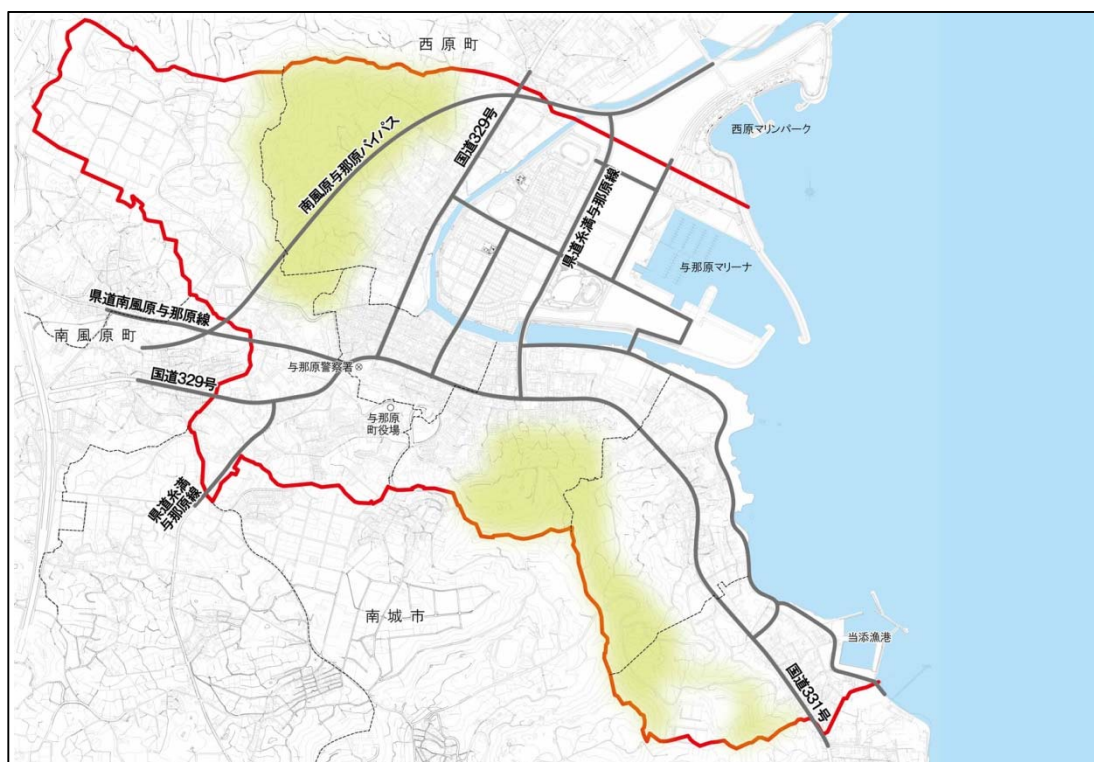 西原町
西原マリンパーク
国道329号
南風原与那原バイパス
県道糸満与那原線
与那原マリーナ
県道南風原与那原線
南風原町
与那原警察署
国道329号
与那原
町役場
県道糸満
与那原線
南城市
当添漁港
国道331号